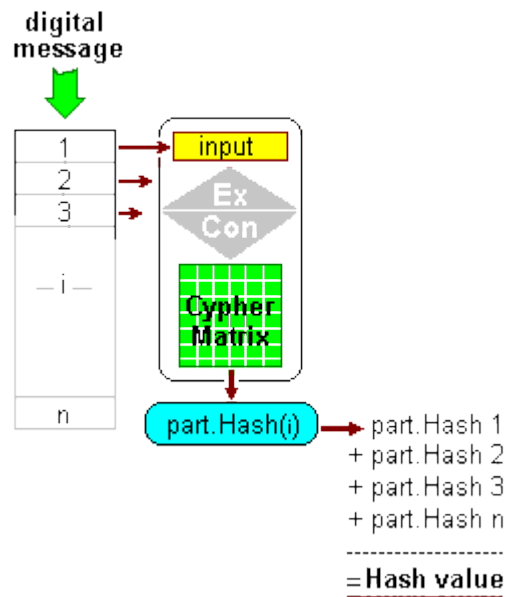 digital
message
1
2
3
— i —
n
input
Ex
Con
Cypher
Matrix
part.Hash(i)
part.Hash 1
+ part.Hash 2
+ part.Hash 3
+ part.Hash n
--------------------
= Hash value